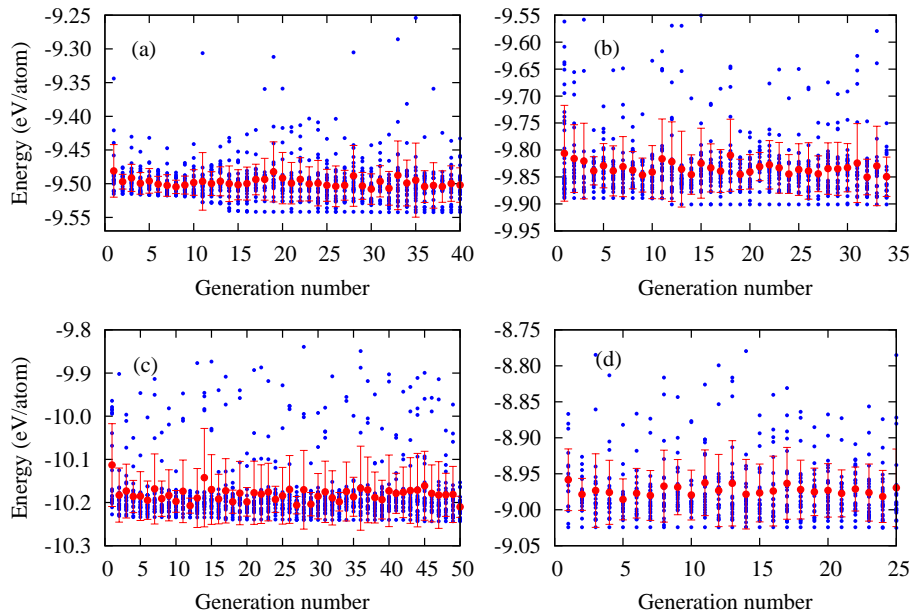 -9.25
-9.30
-9.35
-9.40
-9.45
-9.50
-9.55
Energy (eV/atom)
(a)
0 5 10 15 20 25 30 35 40
Generation number
-9.55
-9.60
-9.65
-9.70
-9.75
-9.80
-9.85
-9.90
-9.95
(b)
0 5 10 15 20 25 30 35
Generation number
-9.8
-9.9
-10.0
-10.1
-10.2
-10.3
Energy (eV/atom)
(c)
0 5 10 15 20 25 30 35 40 45 50
Generation number
-8.75
-8.80
-8.85
-8.90
-8.95
-9.00
-9.05
(d)
0 5 10 15 20 25
Generation number